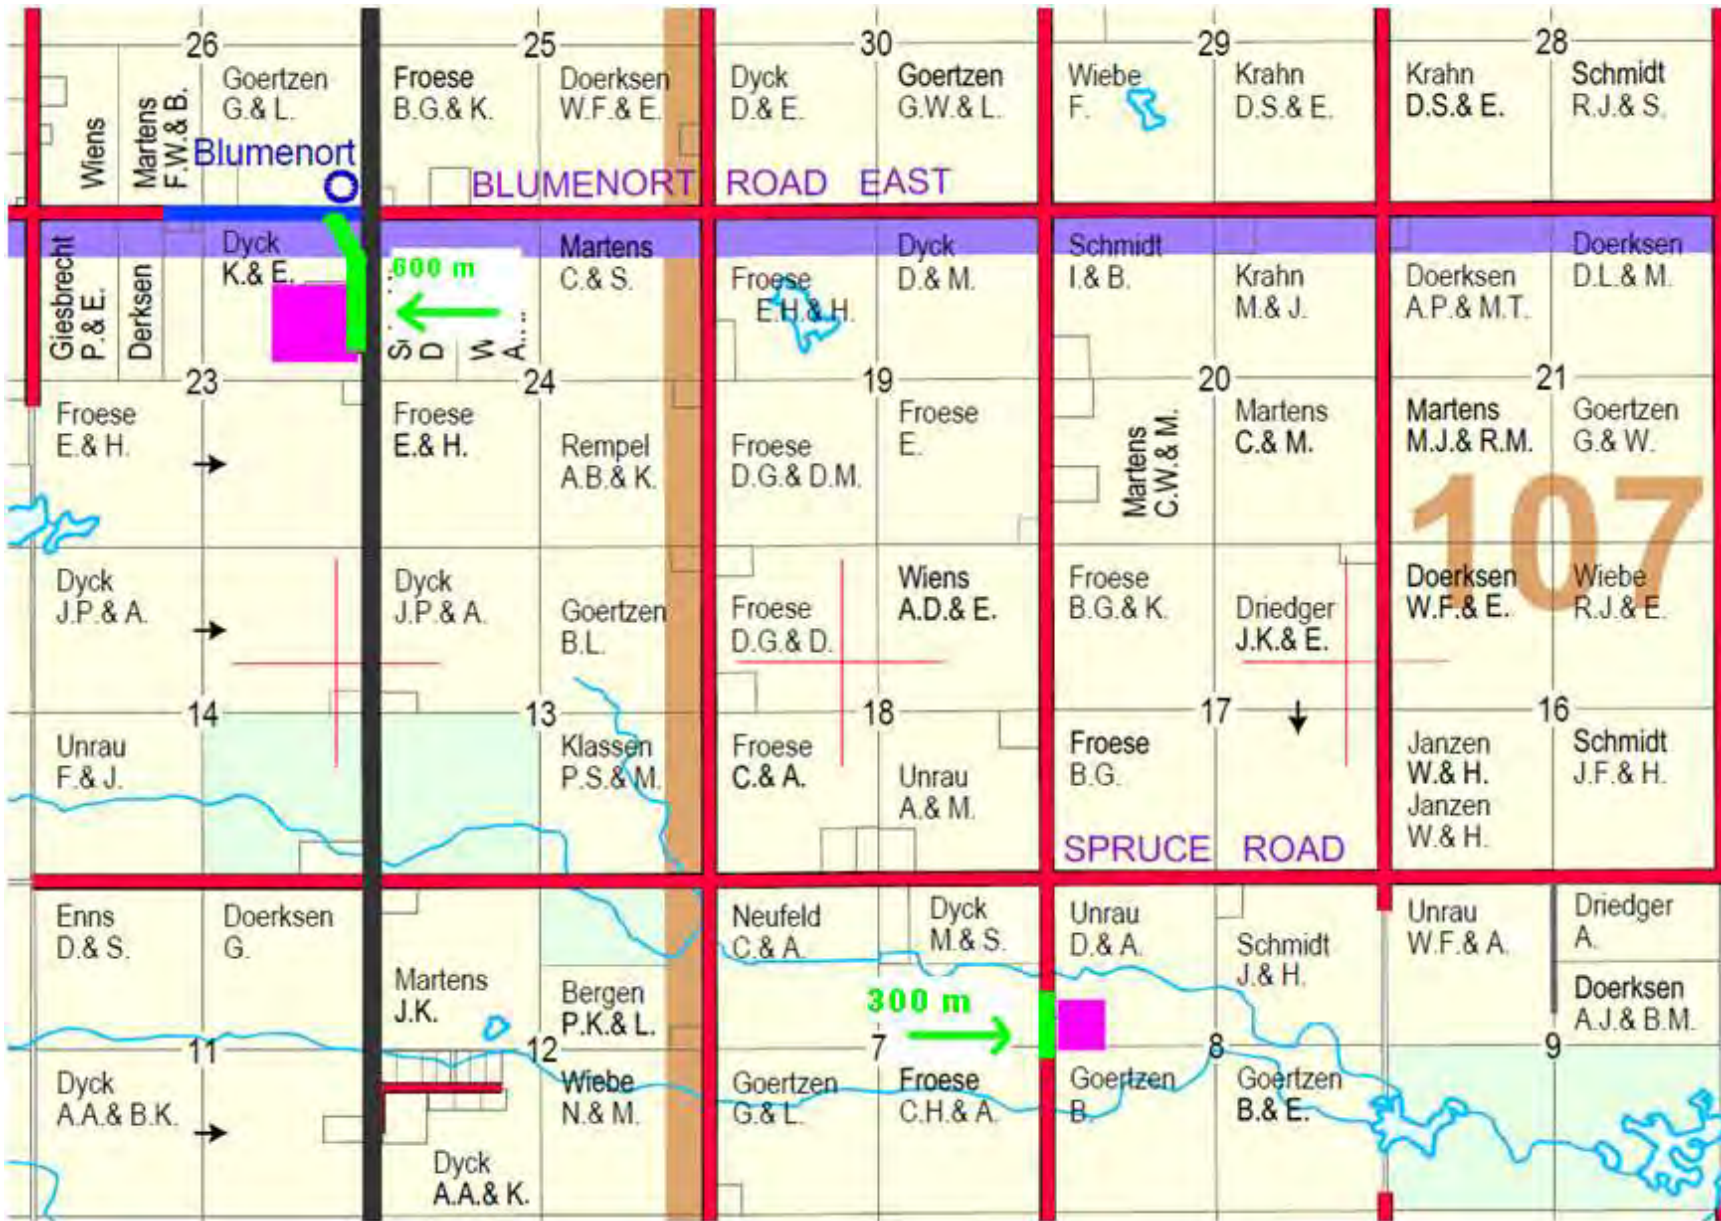 26
25
30
29
28
Wiens
Martens
F.W.& B.
Goertzen
G.& L.
Froese
B.G.& K.
Doerksen
W.F.& E.
Dyck
D.& E.
Goertzen
G.W.& L.
Wiebe
F.
Krahn
D.S.& E.
Krahn
D.S.& E.
Schmidt
R.J.& S.
Blumenort
BLUMENORT ROAD EAST
Giesbrecht
P.& E.
Derksen
Dyck
K.& E.
600 m
S
D
W
A
Martens
C.& S.
Froese
E.H.& H.
Dyck
D.& M.
Schmidt
I.& B.
Krahn
M.& J.
Doerksen
A.P.& M.T.
Doerksen
D.L.& M.
23
24
19
20
21
Froese
E.& H.
Froese
E.& H.
Rempel
A.B.& K.
Froese
D.G.& D.M.
Froese
E.
Martens
C.W.& M.
Martens
C.& M.
Martens
M.J.& R.M.
Goertzen
G.& W.
107
Dyck
J.P.& A.
Dyck
J.P.& A.
Goertzen
B.L.
Froese
D.G.& D.
Wiens
A.D.& E.
Froese
B.G.& K.
Driedger
J.K.& E.
Doerksen
W.F.& E.
Wiebe
R.J.& E.
14
13
18
17
16
Unrau
F.& J.
Klassen
P.S.& M.
Froese
C.& A.
Unrau
A.& M.
Froese
B.G.
Janzen
W.& H.
Janzen
W.& H.
Schmidt
J.F.& H.
SPRUCE ROAD
Enns
D.& S.
Doerksen
G.
Martens
J.K.
Bergen
P.K.& L.
Neufeld
C.& A.
Dyck
M.& S.
Unrau
D.& A.
Schmidt
J.& H.
Unrau
W.F.& A.
Driedger
A.
Doerksen
A.J.& B.M.
300 m
11
12
7
8
9
Dyck
A.A.& B.K.
Dyck
A.A.& K.
Wiebe
N.& M.
Goertzen
G.& L.
Froese
C.H.& A.
Goertzen
B.
Goertzen
B.& E.